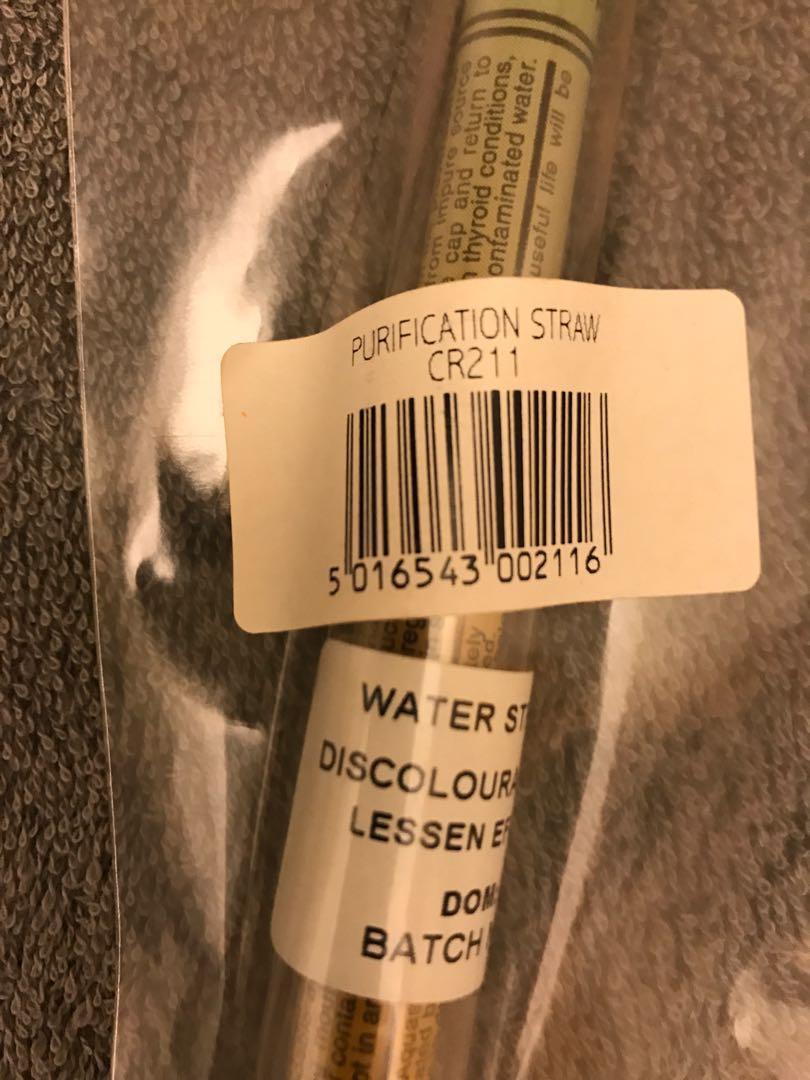 from impure source
cap and return to
thyroid conditions,
contaminated water.
useful life will be
PURIFICATION STRAW
CR211
5 016543 002116
WATER ST
DISCOLOURA
LESSEN
DOM
BATCH